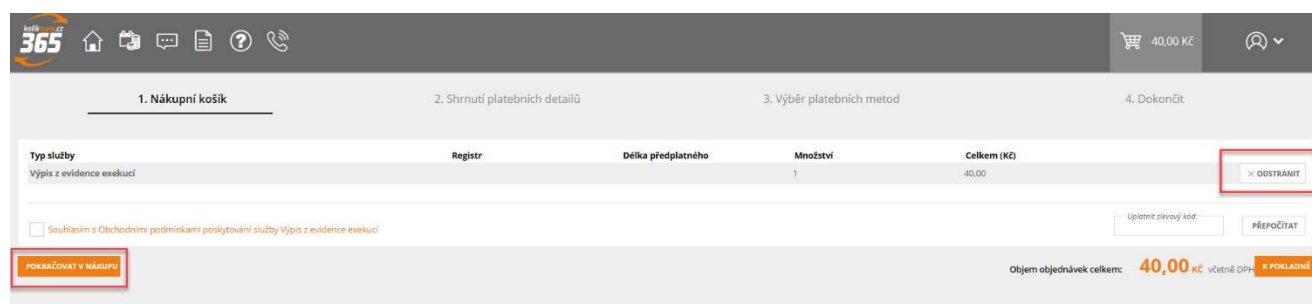 kolikmam.cz
365
40,00 Kč
1. Nákupní košík 2. Shrnutí platebních detailů 3. Výběr platebních metod 4. Dokončit
Typ služby Registr Délka předplatného Množství Celkem (Kč)
Výpis z evidence exekucí 1 40.00 × ODSTRANIT
Uplatnit slevový kód:
Souhlasím s Obchodními podmínkami poskytování služby Výpis z evidence exekucí PŘEPOČÍTAT
POKRAČOVAT V NÁKUPU Objem objednávek celkem: 40,00 Kč včetně DPH K POKLADNĚ